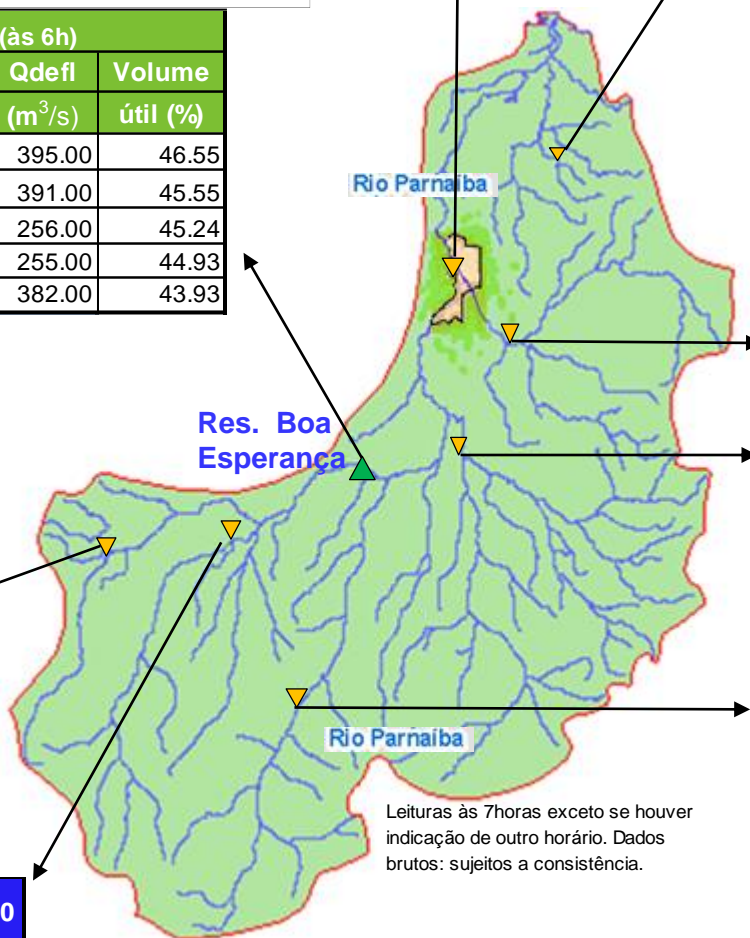 (às 6h)
Qdefl Volume
(m³/s) útil (%)
395.00 46.55
391.00 45.55
256.00 45.24
255.00 44.93
382.00 43.93
Rio Parnaíba
Res. Boa
Esperança
Rio Parnaíba
Leituras às 7horas exceto se houver
indicação de outro horário. Dados
brutos: sujeitos a consistência.
0